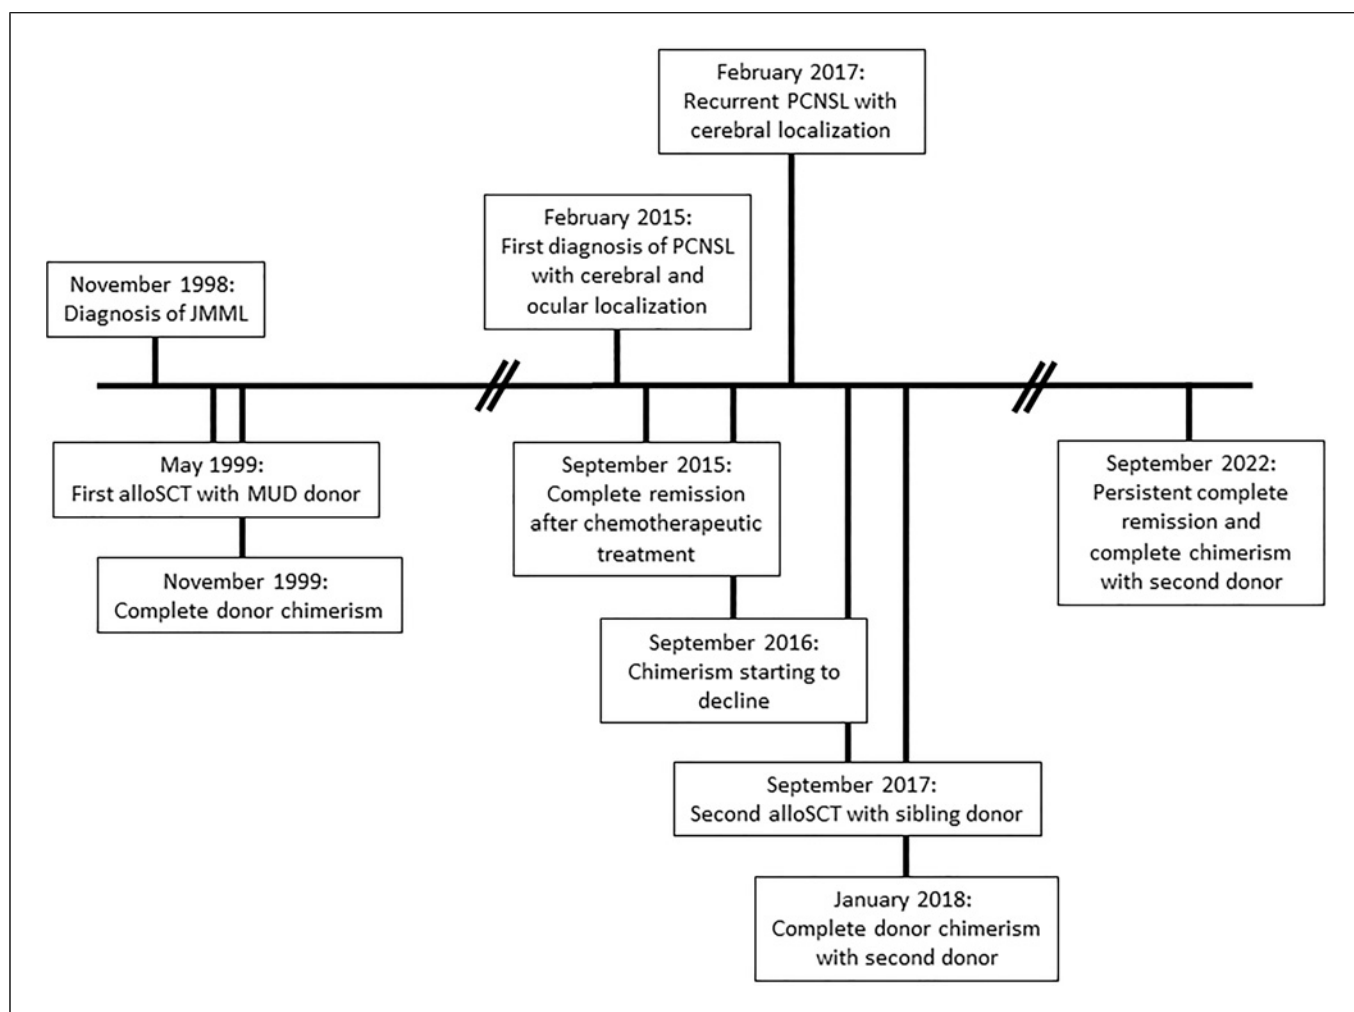 February 2017:
Recurrent PCNSL with
cerebral localization
February 2015:
First diagnosis of PCNSL
with cerebral and
ocular localization
November 1998:
Diagnosis of JMML
May 1999:
First alloSCT with MUD donor
November 1999:
Complete donor chimerism
September 2015:
Complete remission
after chemotherapeutic
treatment
September 2016:
Chimerism starting to
decline
September 2017:
Second alloSCT with sibling donor
January 2018:
Complete donor chimerism
with second donor
September 2022:
Persistent complete
remission and
complete chimerism
with second donor